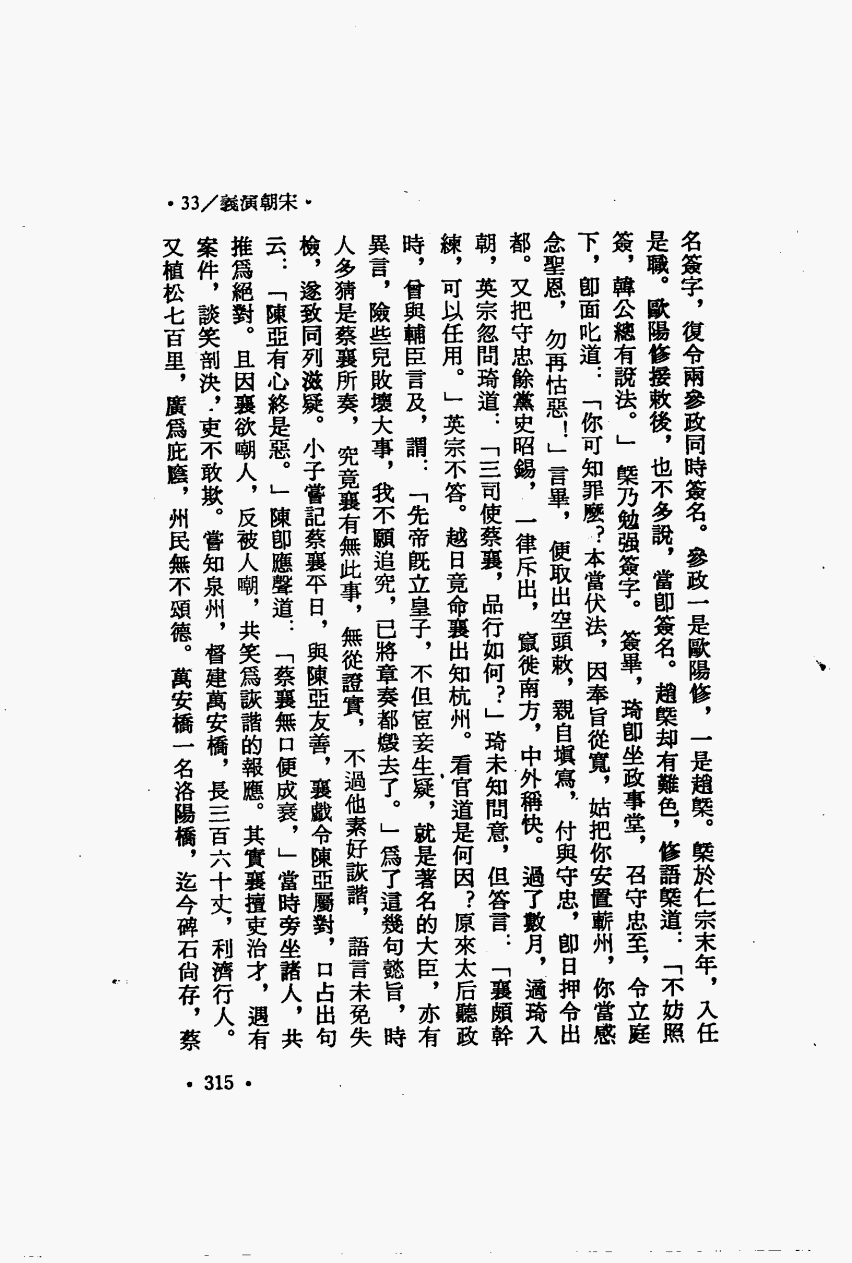 •33/義演朝宋•
名簽字，復令兩參政同時簽名。參政一是歐陽修，一是趙槩。槩於仁宗末年，入任
是職。歐陽修接敕後，也不多說，當卽簽名。趙槩却有難色，修語槩道：「不妨照
簽，韓公總有說法。」槩乃勉强簽字。簽畢，琦卽坐政事堂，召守忠至，令立庭
下，卽面叱道：「你可知罪麽？本當伏法，因奉旨從寬，姑把你安置蘄州，你當感
念聖恩，勿再怙惡！」言畢，便取出空頭敕，親自塡寫，付與守忠，卽日押令出
都。又把守忠餘黨史昭錫，一律斥出，竄徙南方，中外稱快。過了數月，適琦入
朝，英宗忽問琦道：「三司使蔡襄，品行如何？」琦未知問意，但答言：「襄頗幹
練，可以任用。」英宗不答。越日竟命襄出知杭州。看官道是何因？原來太后聽政
時，曾與輔臣言及，謂：「先帝旣立皇子，不但宦妾生疑，就是著名的大臣，亦有
異言，險些兒敗壞大事，我不願追究，已將章奏都燬去了。」爲了這幾句懿旨，時
人多猜是蔡襄所奏，究竟襄有無此事，無從證實，不過他素好詼諧，語言未免失
檢，遂致同列滋疑。小子嘗記蔡襄平日，與陳亞友善，襄戲令陳亞屬對，口占出句
云：「陳亞有心終是惡。」陳卽應聲道：「蔡襄無口便成衰，」當時旁坐諸人，共
推爲絕對。且因襄欲嘲人，反被人嘲，共笑爲詼諧的報應。其實襄擅吏治才，遇有
案件，談笑剖決，吏不敢欺。嘗知泉州，督建萬安橋，長三百六十丈，利濟行人。
又植松七百里，廣爲庇廕，州民無不頌德。萬安橋一名洛陽橋，迄今碑石尙存，蔡
•315•